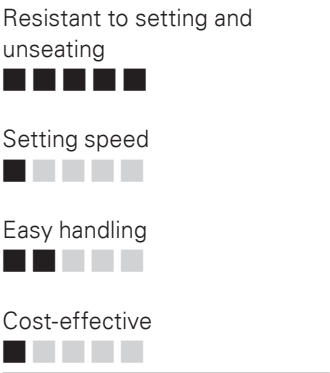 Resistant to setting and
unseating
Setting speed
Easy handling
Cost-effective